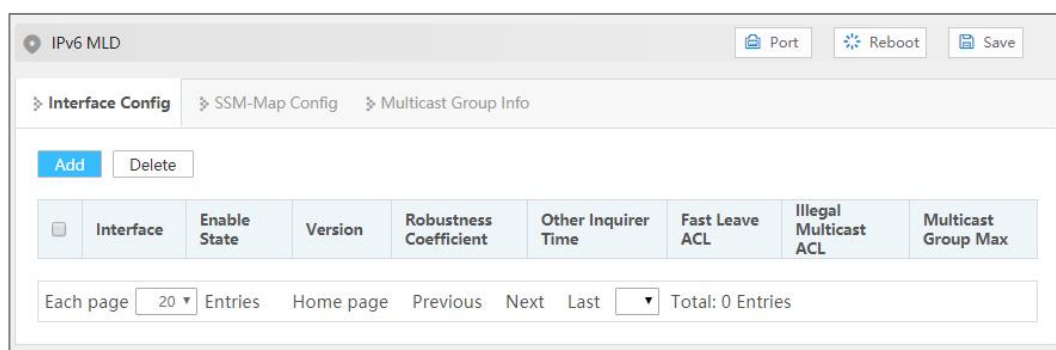 IPv6 MLD
Port
Reboot
Save
Interface Config
SSM-Map Config
Multicast Group Info
Add
Delete
Interface
Enable
State
Version
Robustness
Coefficient
Other Inquirer
Time
Fast Leave
ACL
Illegal
Multicast
ACL
Multicast
Group Max
Each page 20 Entries Home page Previous Next Last Total: 0 Entries